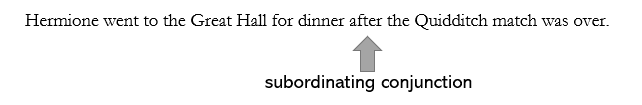 Hermione went to the Great Hall for dinner after the Quidditch match was over.
subordinating conjunction